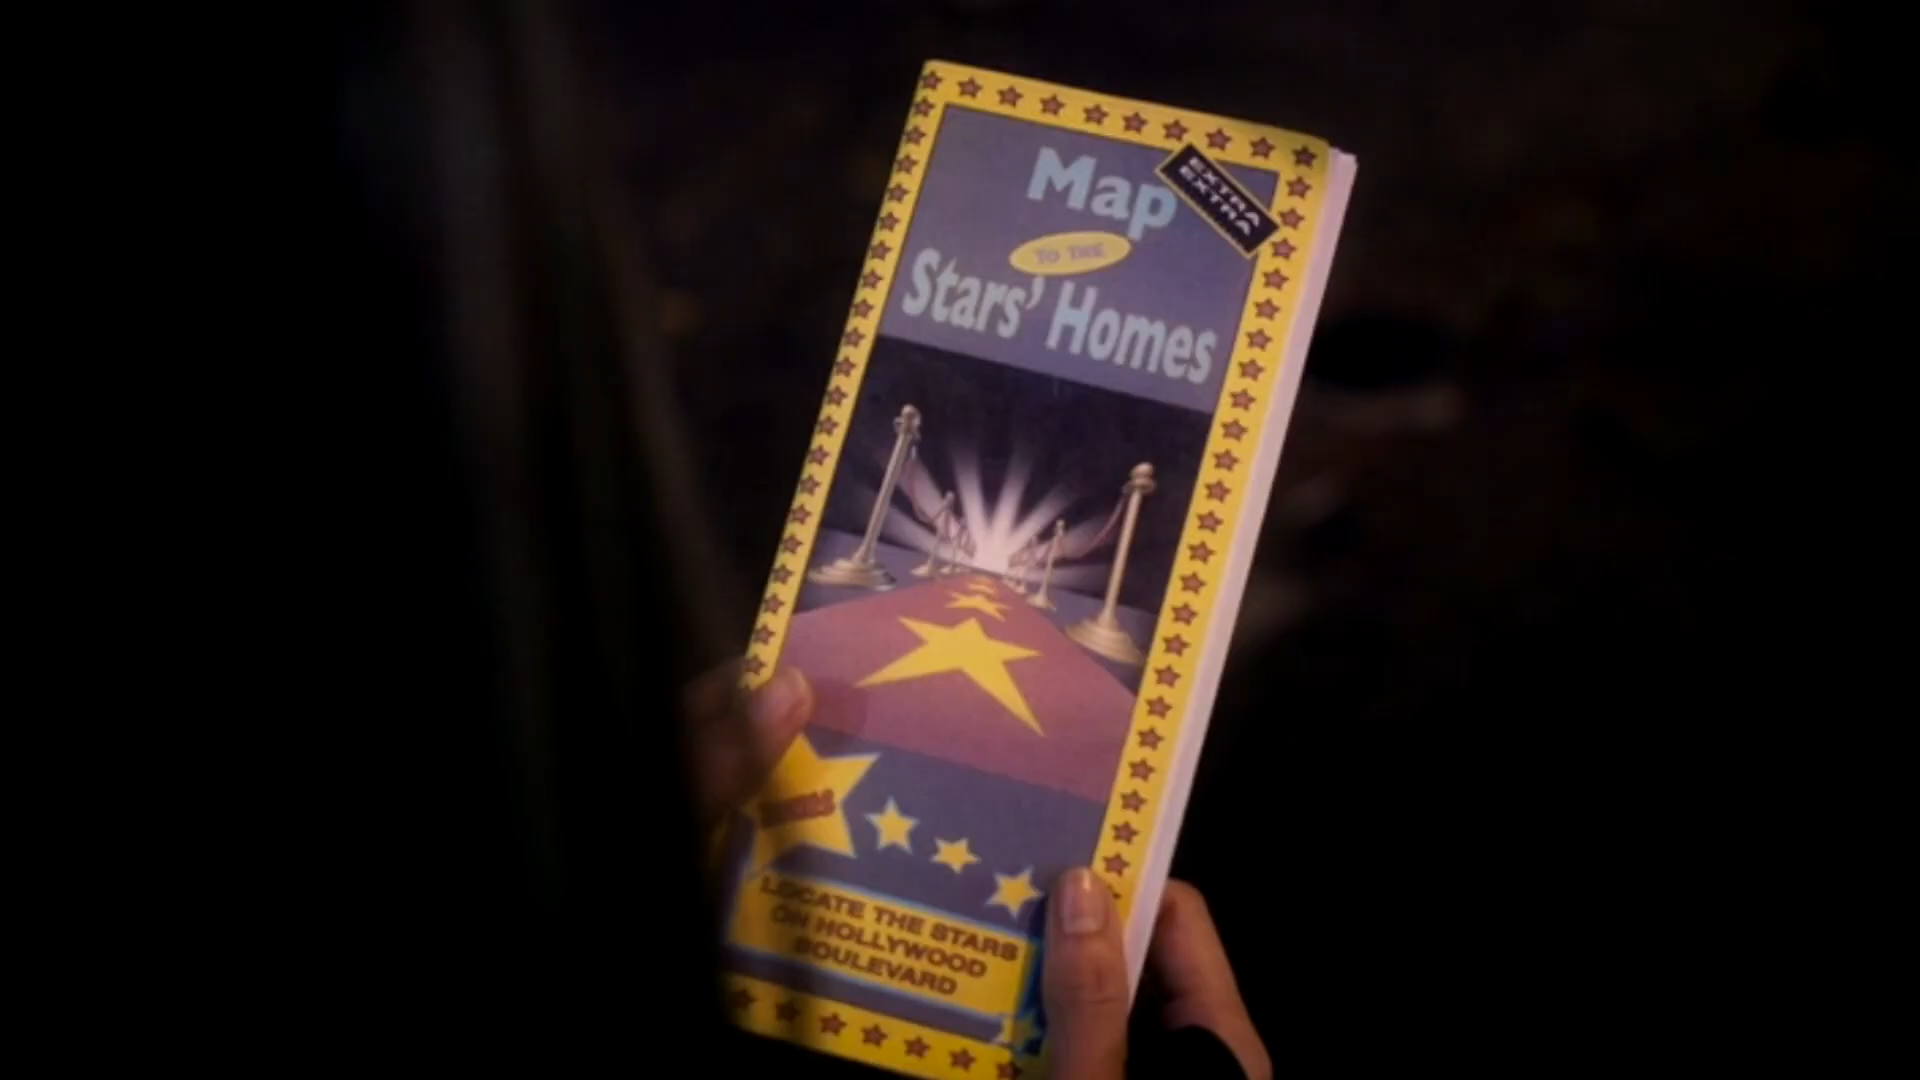 Map
EXTRA
EXTRA
TO THE
Stars' Homes
LOCATE THE STARS
ON HOLLYWOOD
BOULEVARD